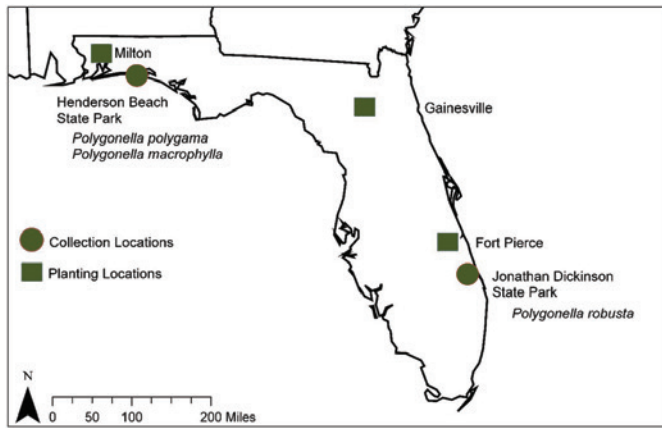 Milton
Henderson Beach
State Park
Polygonella polygama
Polygonella macrophylla
Gainesville
Collection Locations
Planting Locations
Fort Pierce
Jonathan Dickinson
State Park
Polygonella robusta
N
0 50 100 200 Miles